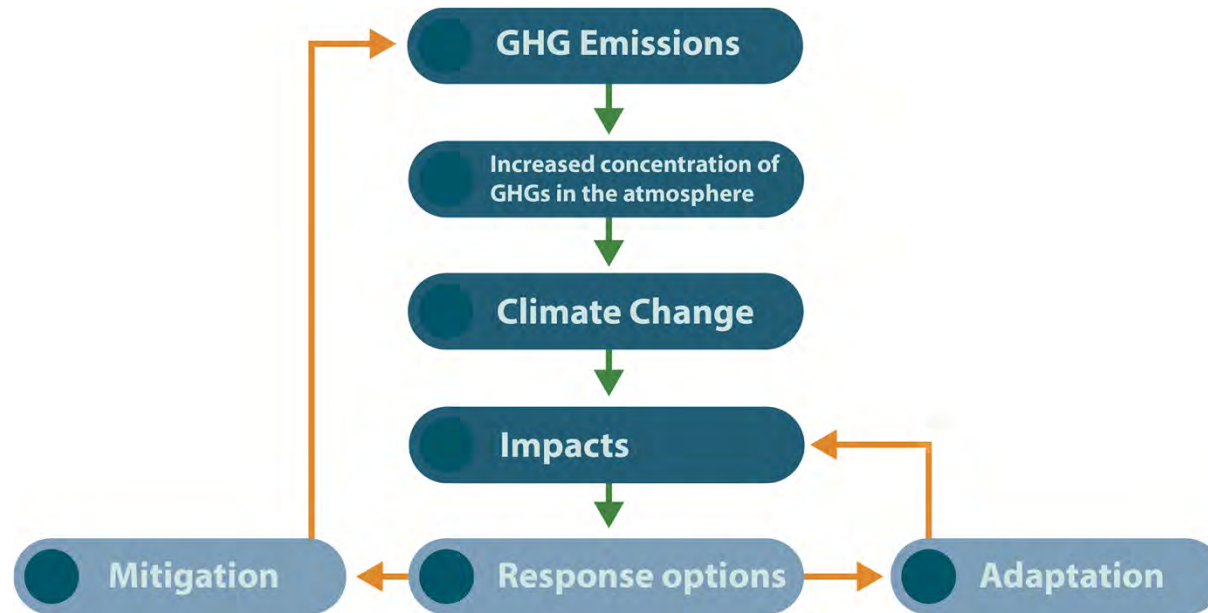 GHG Emissions
Increased concentration of
GHGs in the atmosphere
Climate Change
Impacts
Mitigation
Response options
Adaptation